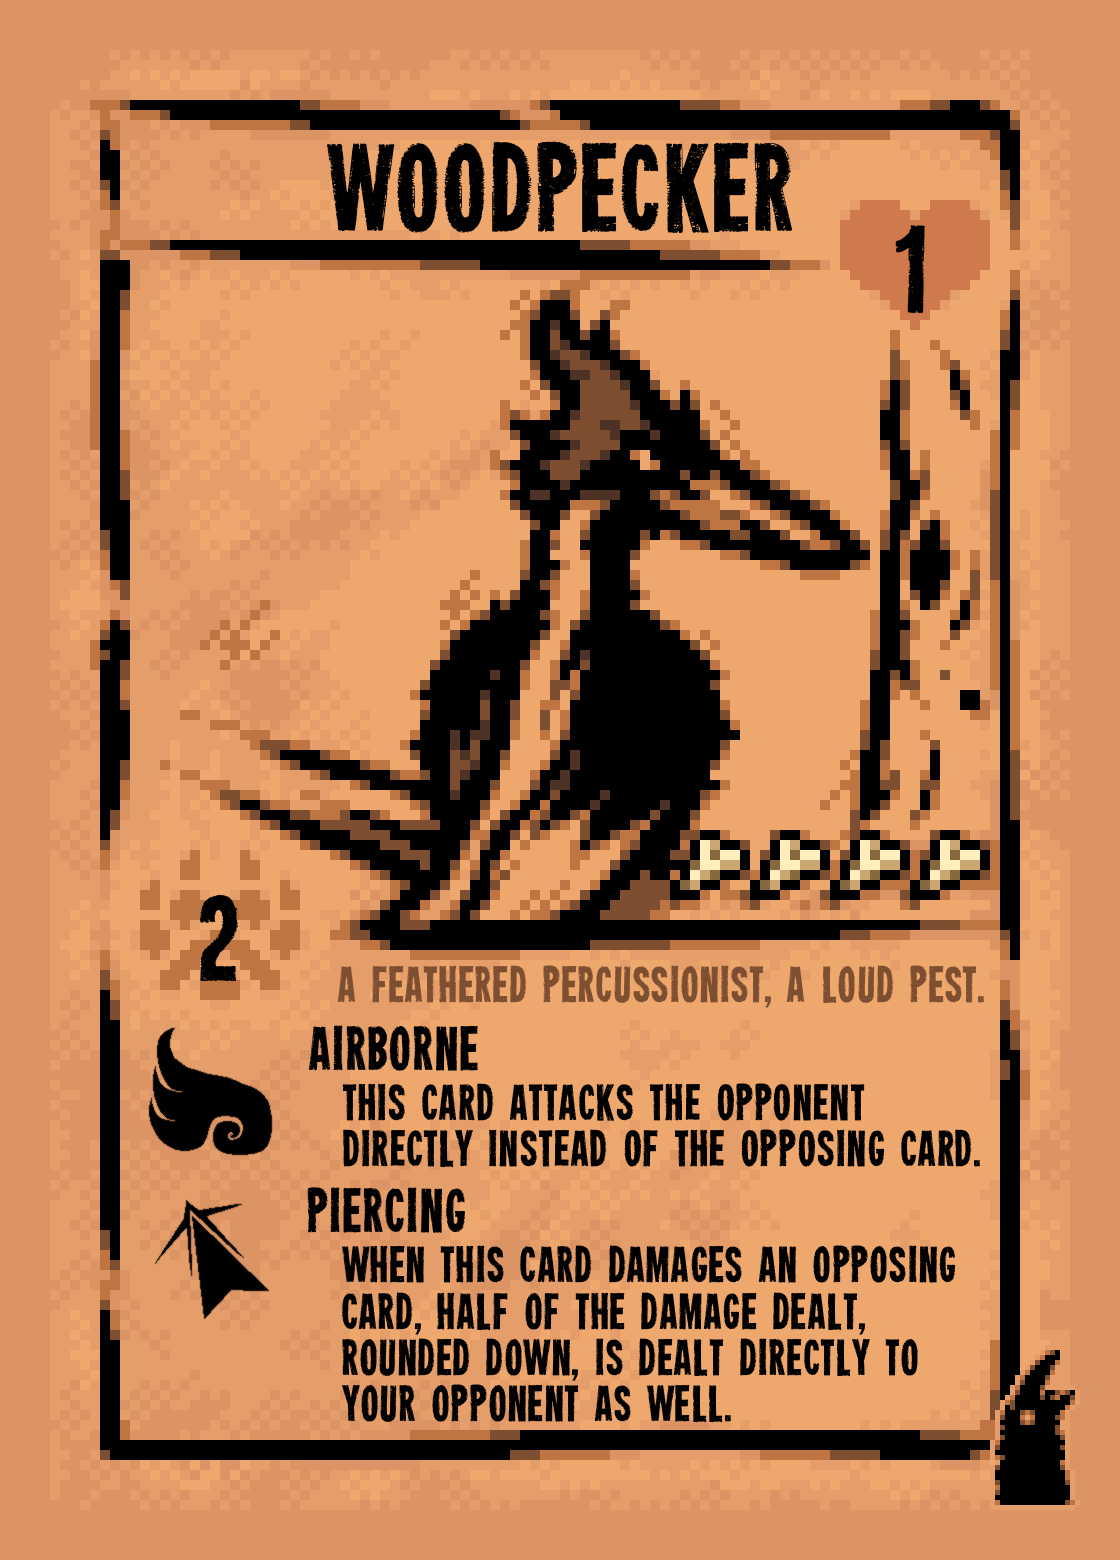 WOODPECKER
1
2
A FEATHERED PERCUSSIONIST, A LOUD PEST.
AIRBORNE
THIS CARD ATTACKS THE OPPONENT
DIRECTLY INSTEAD OF THE OPPOSING CARD.
PIERCING
WHEN THIS CARD DAMAGES AN OPPOSING
CARD, HALF OF THE DAMAGE DEALT,
ROUNDED DOWN, IS DEALT DIRECTLY TO
YOUR OPPONENT AS WELL.